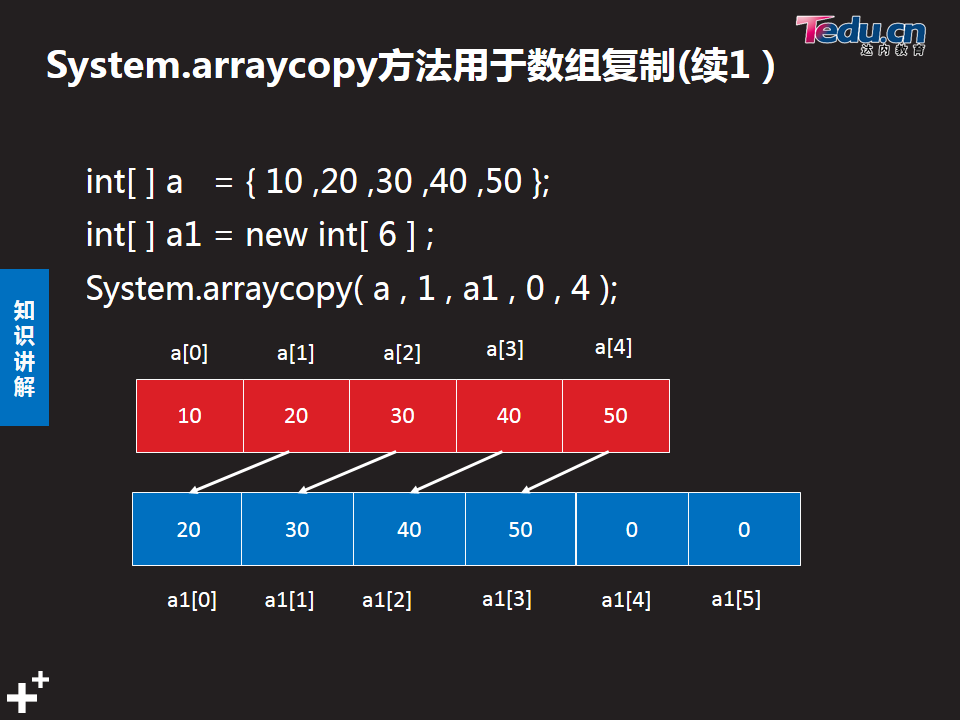 Tedu.cn
达内教育
System.arraycopy方法用于数组复制(续1）
int[ ] a = { 10 ,20 ,30 ,40 ,50 };
int[ ] a1 = new int[ 6 ] ;
System.arraycopy( a , 1 , a1 , 0 , 4 );
知识讲解
a[0] a[1] a[2] a[3] a[4]
10 20 30 40 50
20 30 40 50 0 0
a1[0] a1[1] a1[2] a1[3] a1[4] a1[5]